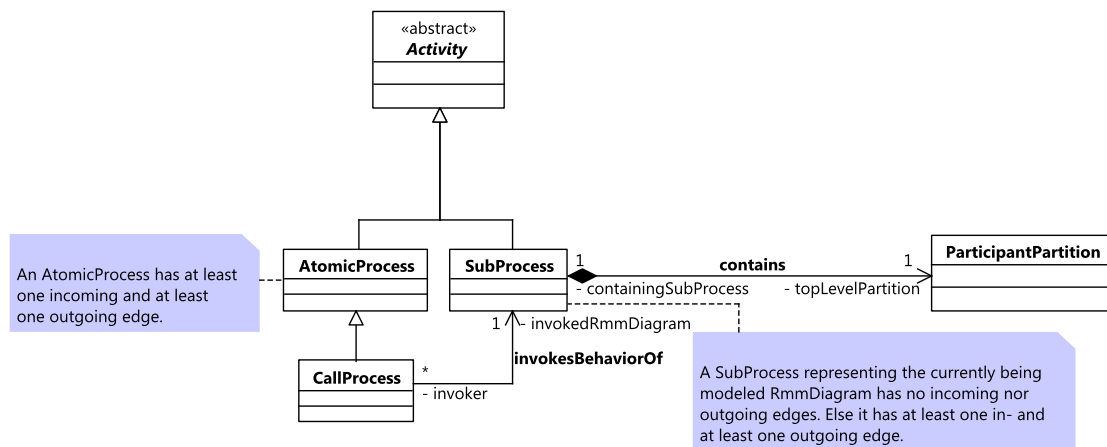 «abstract»
Activity
An AtomicProcess has at least
one incoming and at least
one outgoing edge.
AtomicProcess
SubProcess
1
contains
1
- containingSubProcess
- topLevelPartition
ParticipantPartition
1
- invokedRmmDiagram
invokesBehaviorOf
CallProcess
*
- invoker
A SubProcess representing the currently being
modeled RmmDiagram has no incoming nor
outgoing edges. Else it has at least one in- and
at least one outgoing edge.